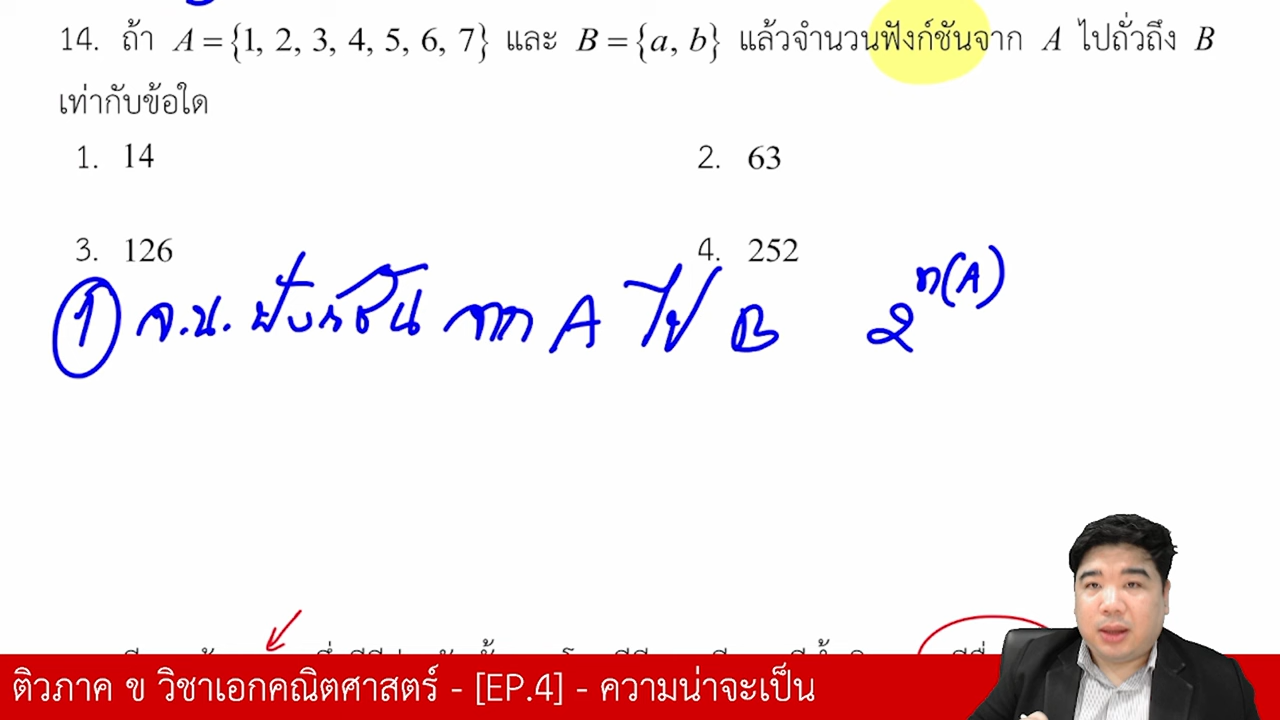 14. ถ้า A = {1, 2, 3, 4, 5, 6, 7} และ B = {a, b} แล้วจำนวนฟังก์ชันจาก A ไปถั่วถึง B
เท่ากับข้อใด
1. 14 2. 63
3. 126 4. 252
① จ.น. ฟังก์ชัน จาก A ไป B 2^n(A)
ติวภาค ข วิชาเอกคณิตศาสตร์ - [EP.4] - ความน่าจะเป็น